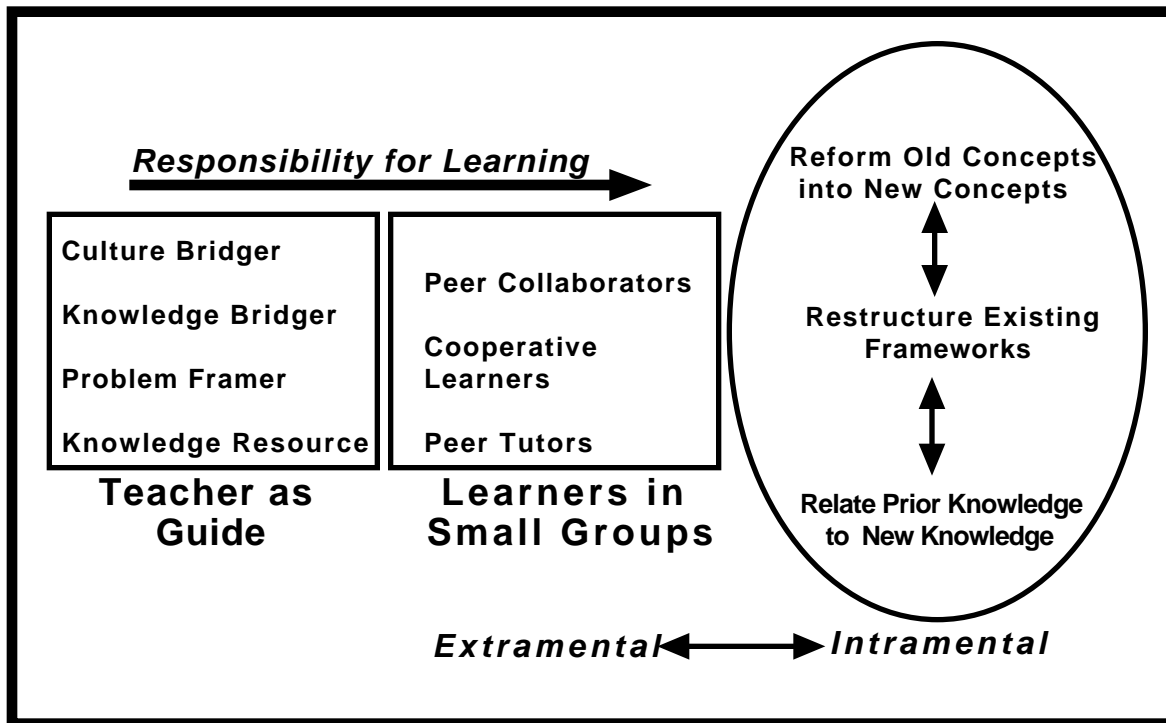 Responsibility for Learning
Culture Bridger
Knowledge Bridger
Problem Framer
Knowledge Resource
Teacher as
Guide
Peer Collaborators
Cooperative
Learners
Peer Tutors
Learners in
Small Groups
Reform Old Concepts
into New Concepts
Restructure Existing
Frameworks
Relate Prior Knowledge
to New Knowledge
Extramental
Intramental